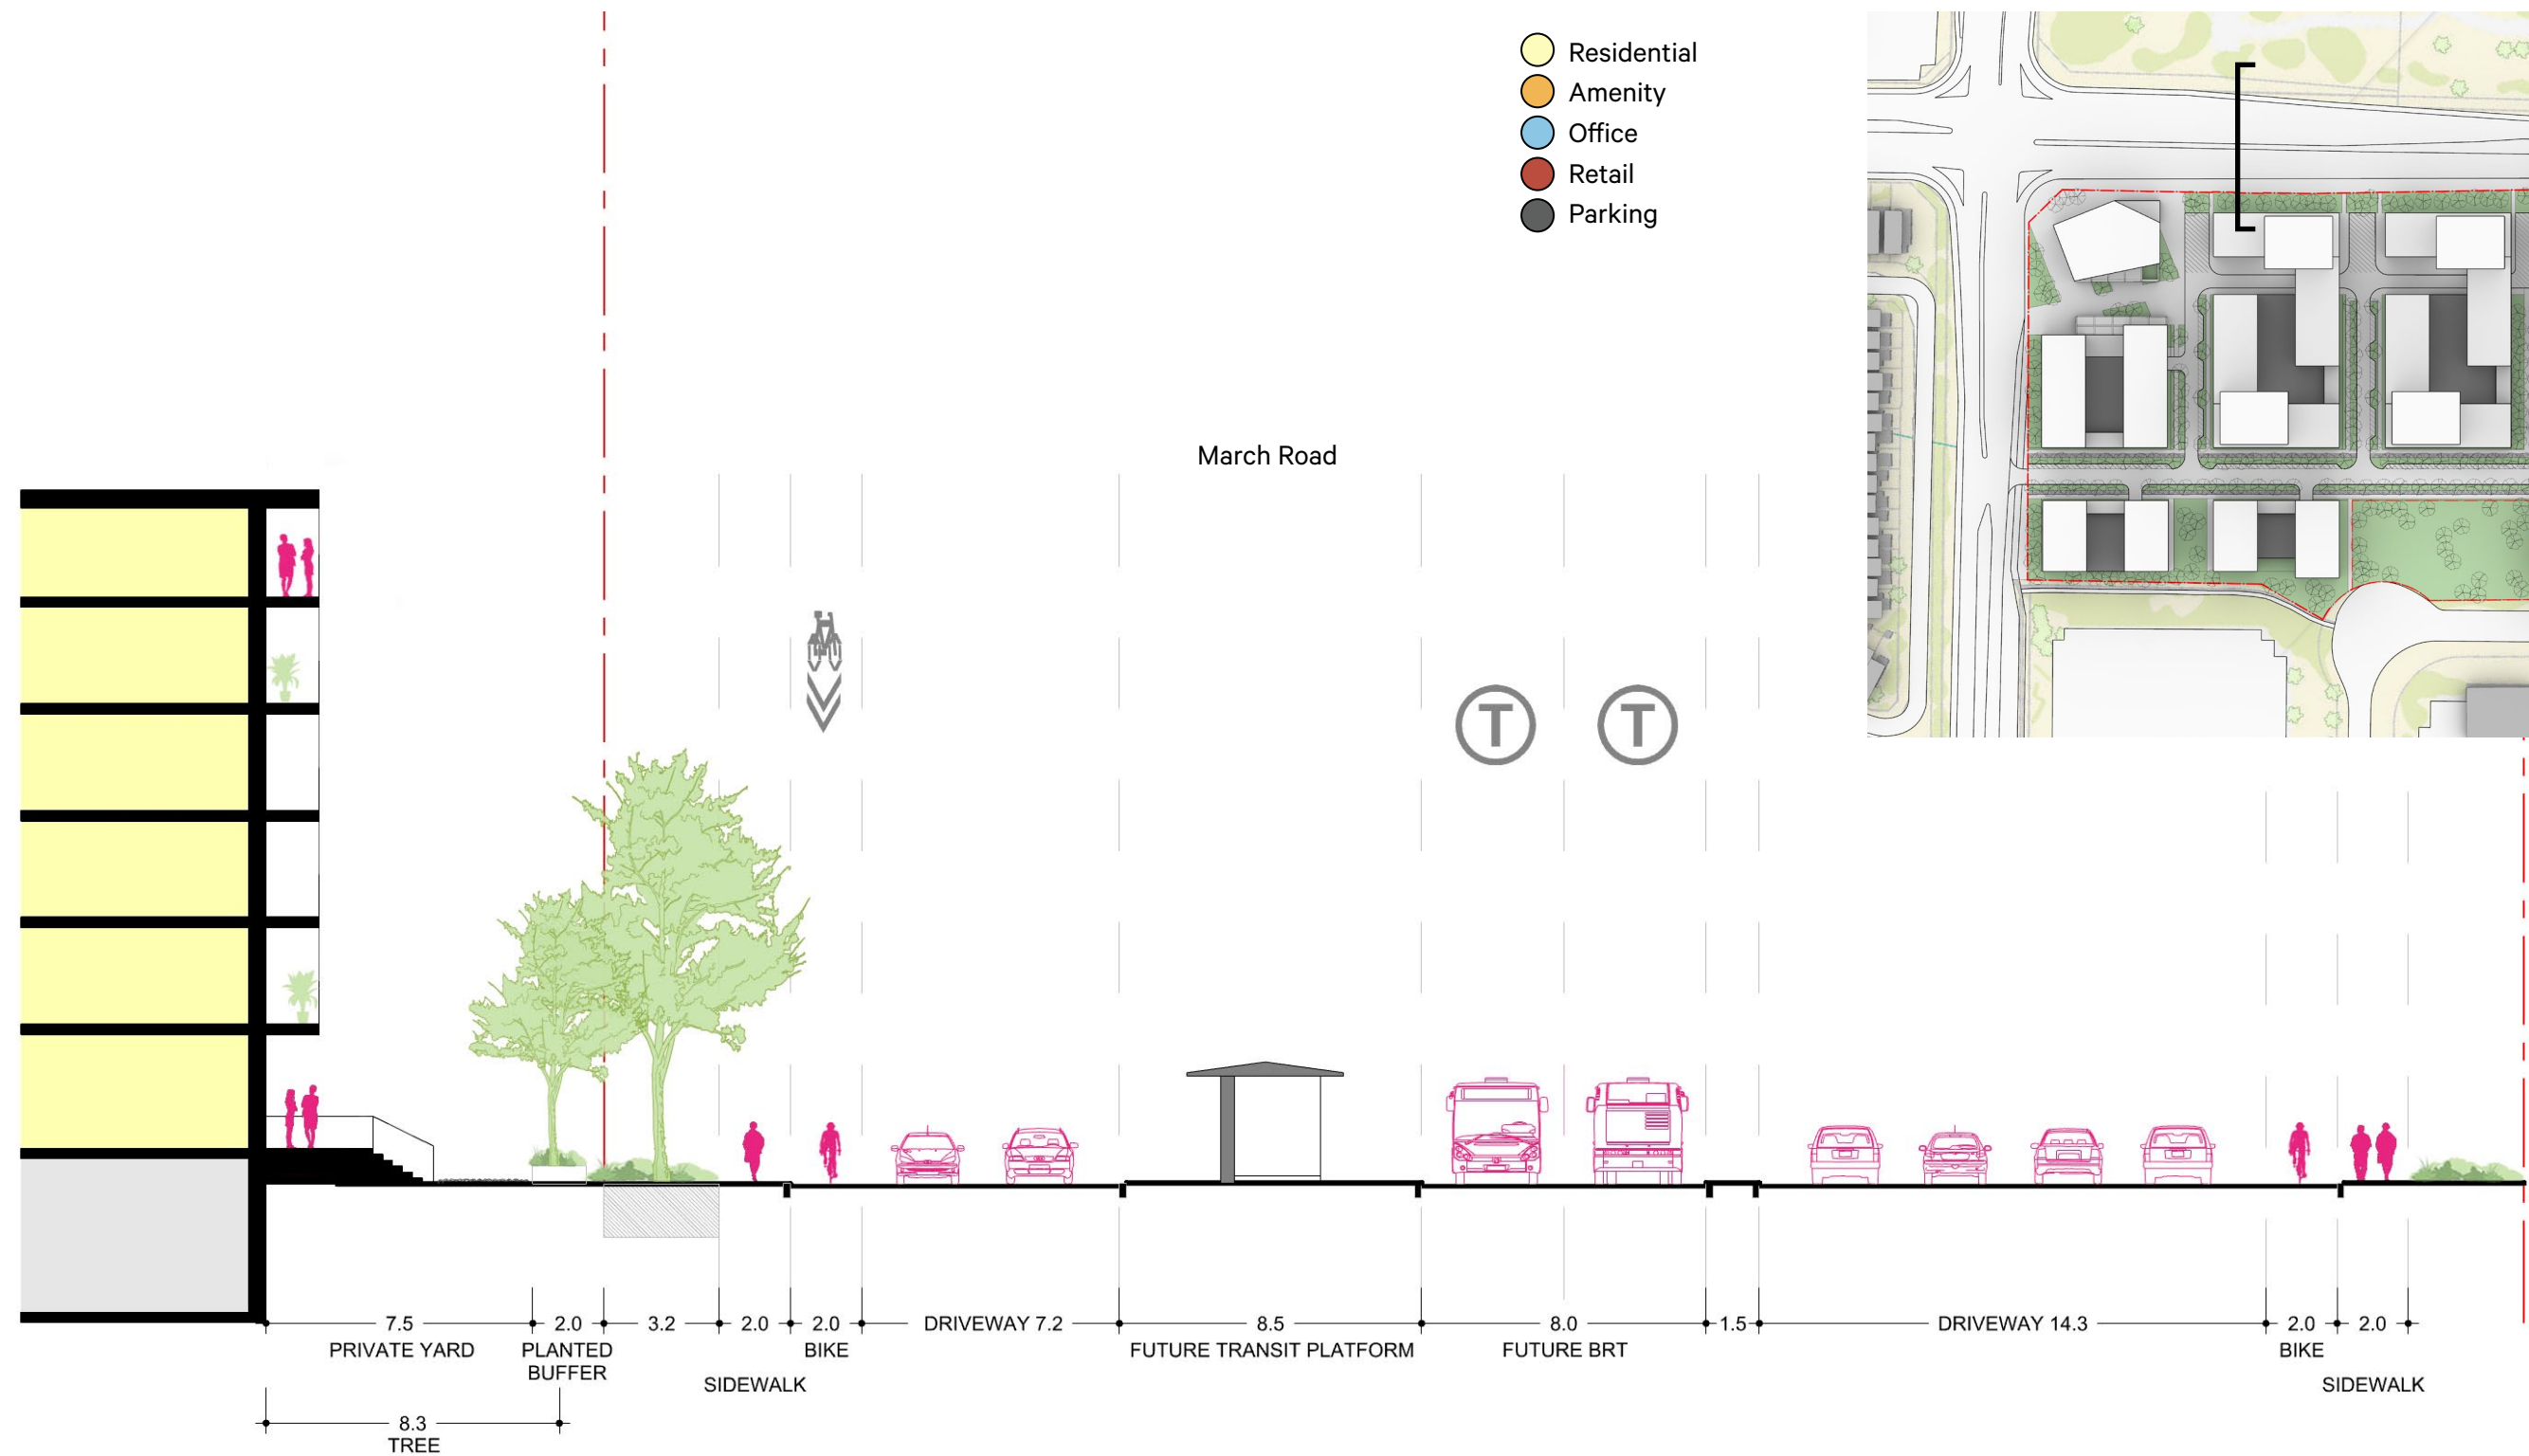 Residential
Amenity
Office
Retail
Parking
March Road
T T
7.5 2.0 3.2 2.0 2.0 DRIVEWAY 7.2 8.5 8.0 1.5 DRIVEWAY 14.3 2.0 2.0
PRIVATE YARD PLANTED BIKE FUTURE TRANSIT PLATFORM FUTURE BRT BIKE
BUFFER
SIDEWALK SIDEWALK
8.3
TREE